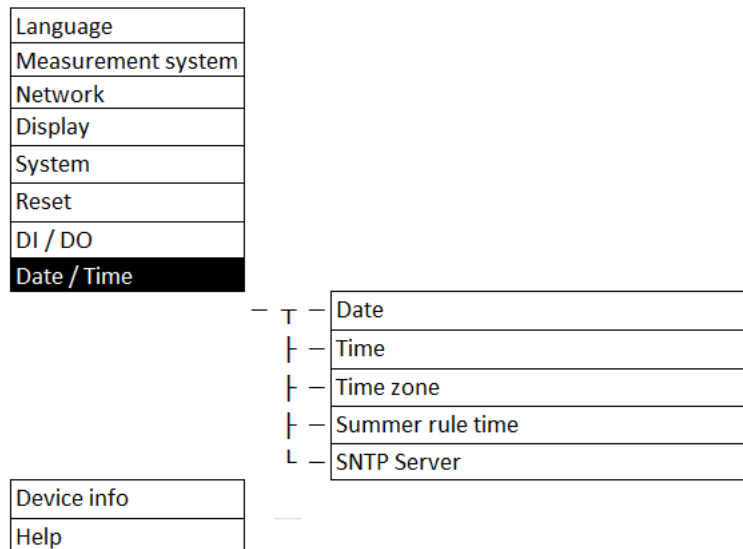 Language
Measurement system
Network
Display
System
Reset
DI / DO
Date / Time
Date
Time
Time zone
Summer rule time
SNTP Server
Device info
Help